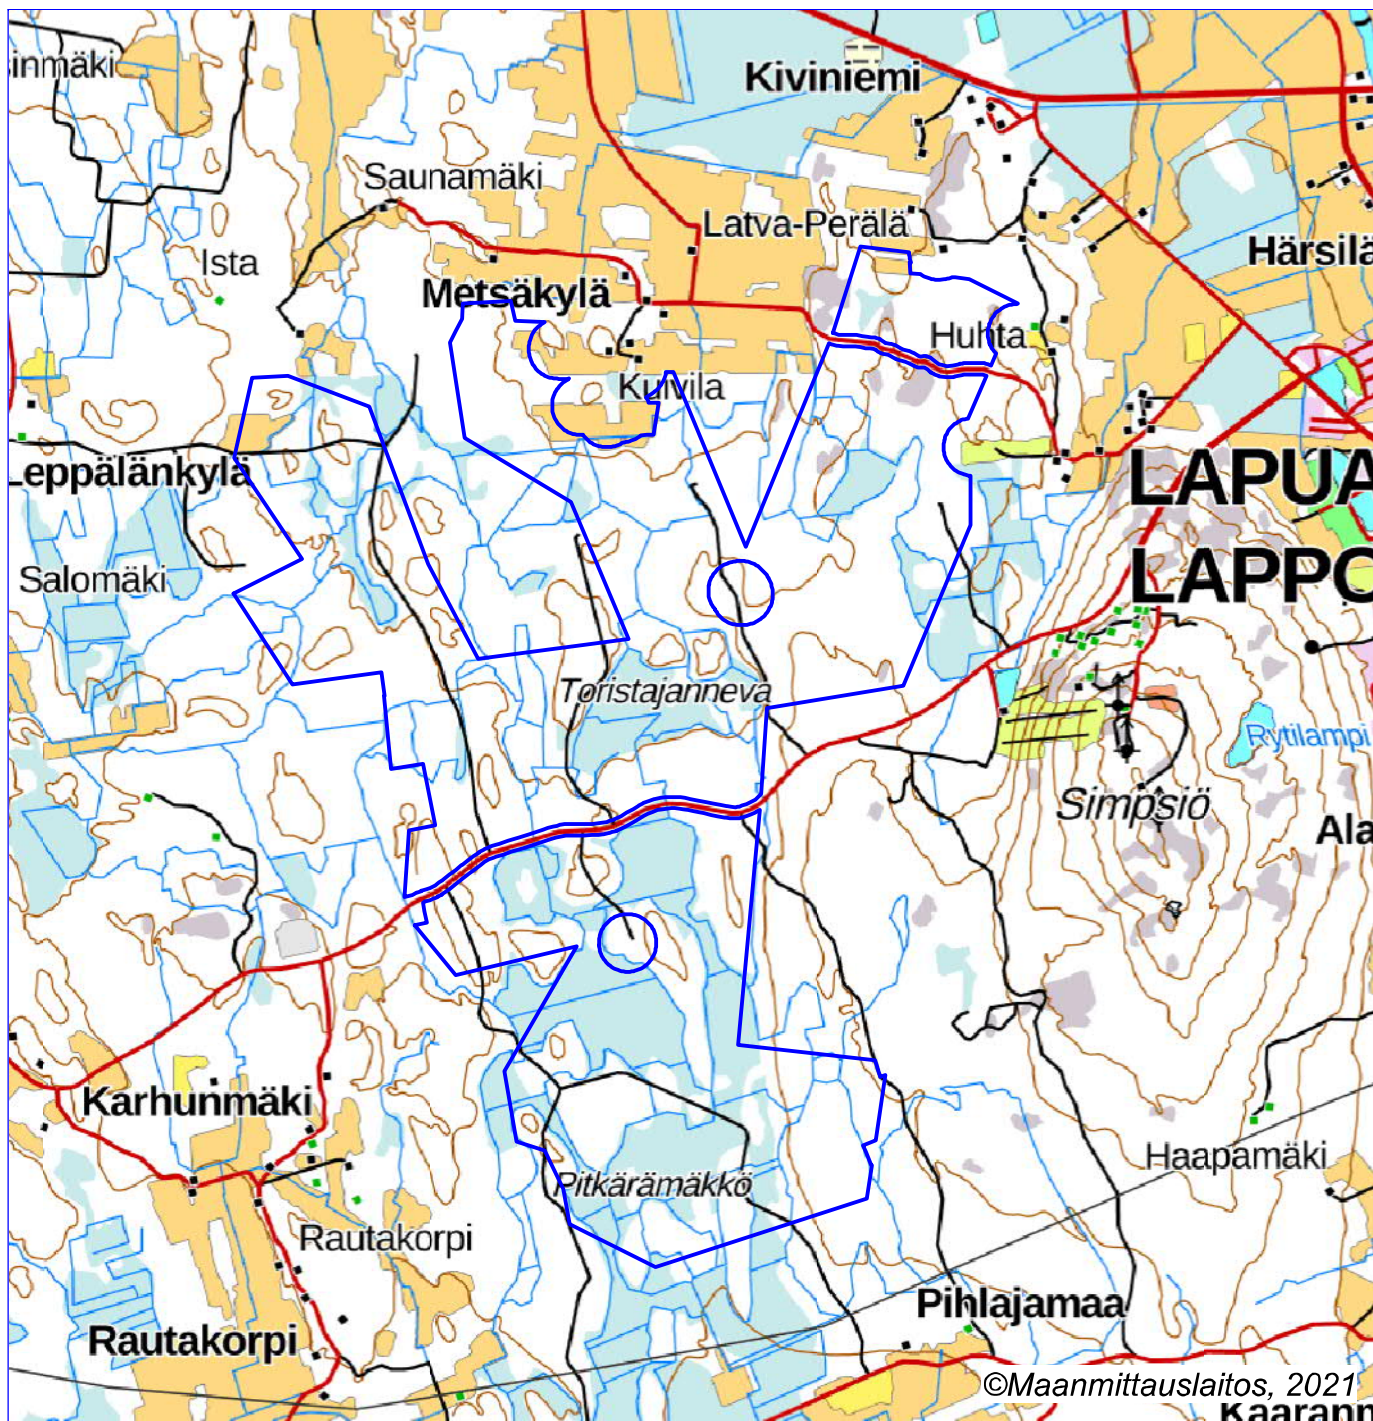 inmäki
Kiviniemi
Saunamäki
Latva-Perälä
Härsilä
Ista
Metsäkylä
Huhta
Kuivila
Leppälänkylä
LAPUA
Salomäki
LAPPO
Toristajanneva
Rytilampi
Simpsiö
Ala
Karhunmäki
Haapamäki
Pitkärämäkkö
Rautakorpi
Pihlajamaa
Rautakorpi
©Maanmittauslaitos, 2021